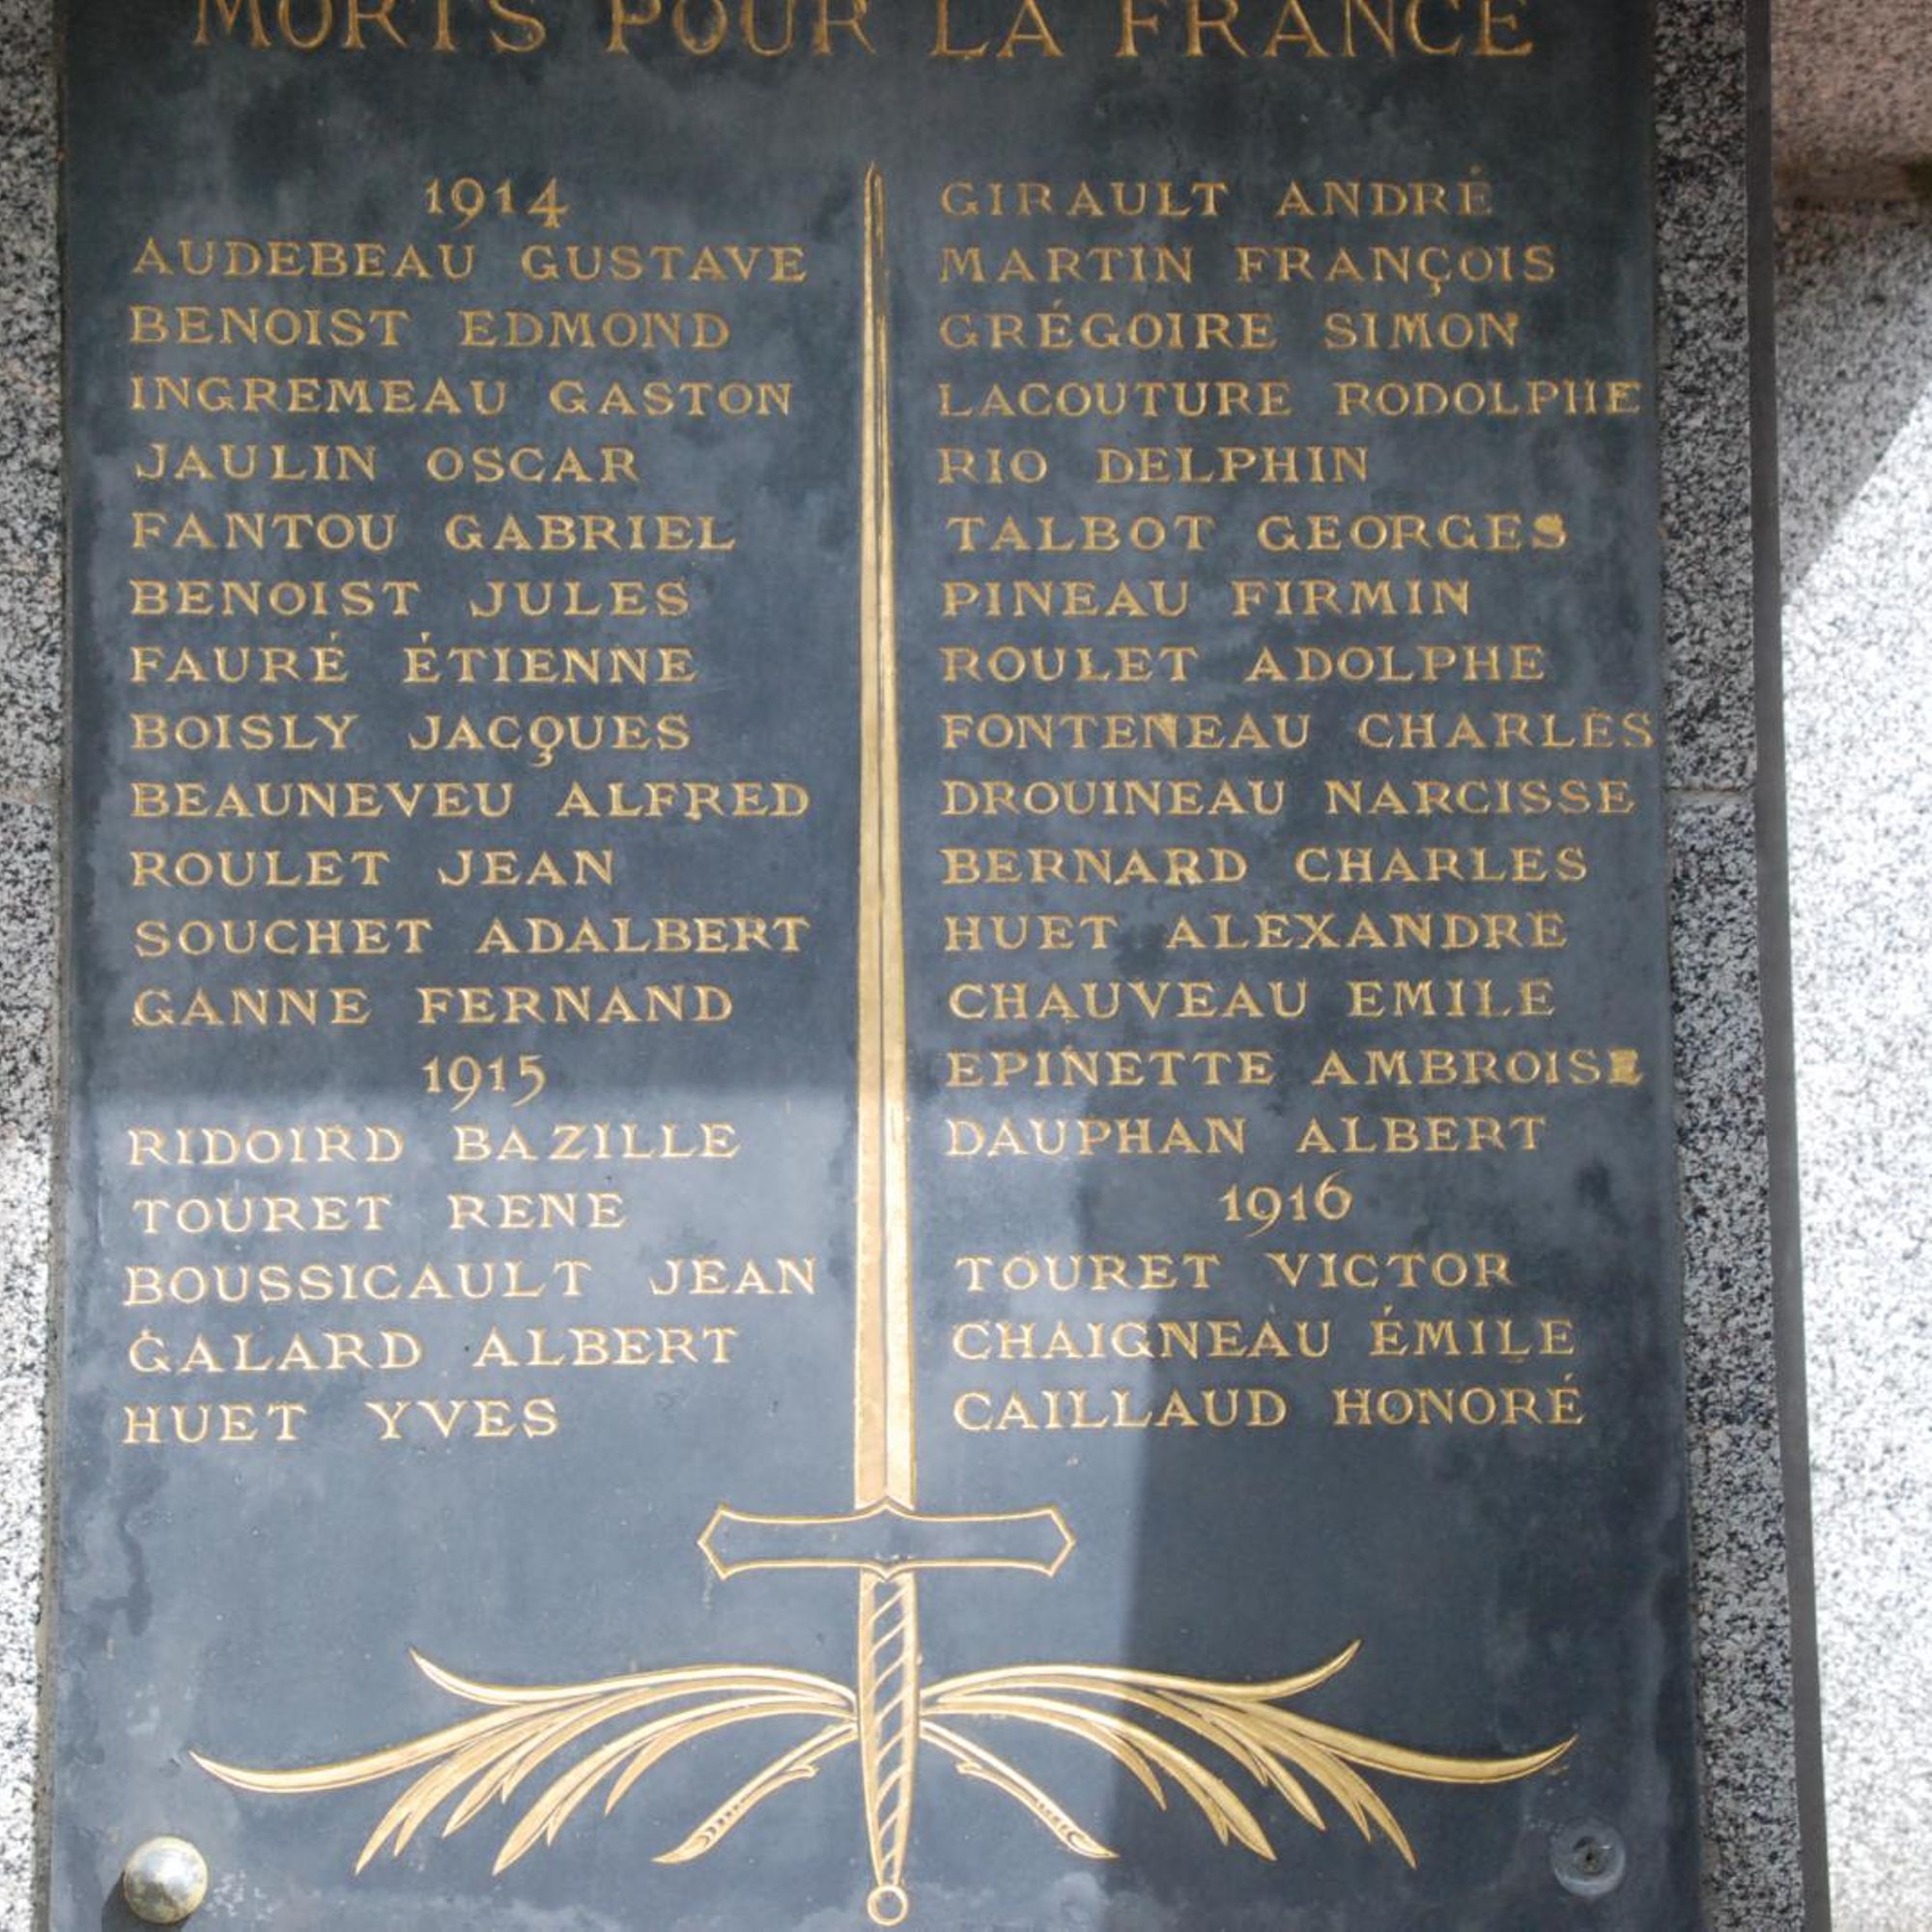 MORTS POUR LA FRANCE
1914
AUDEBEAU GUSTAVE
BENOIST EDMOND
INGREMEAU GASTON
JAULIN OSCAR
FANTOU GABRIEL
BENOIST JULES
FAURÉ ÉTIENNE
BOISLY JACQUES
BEAUNEVEU ALFRED
ROULET JEAN
SOUCHET ADALBERT
GANNE FERNAND
1915
RIDOIRD BAZILLE
TOURET RENE
BOUSSICAULT JEAN
GALARD ALBERT
HUET YVES
GIRAULT ANDRÉ
MARTIN FRANÇOIS
GRÉGOIRE SIMON
LACOUTURE RODOLPHE
RIO DELPHIN
TALBOT GEORGES
PINEAU FIRMIN
ROULET ADOLPHE
FONTENEAU CHARLES
DROUINEAU NARCISSE
BERNARD CHARLES
HUET ALEXANDRE
CHAUVEAU EMILE
EPINETTE AMBROISE
DAUPHAN ALBERT
1916
TOURET VICTOR
CHAIGNEAU ÉMILE
CAILLAUD HONORÉ